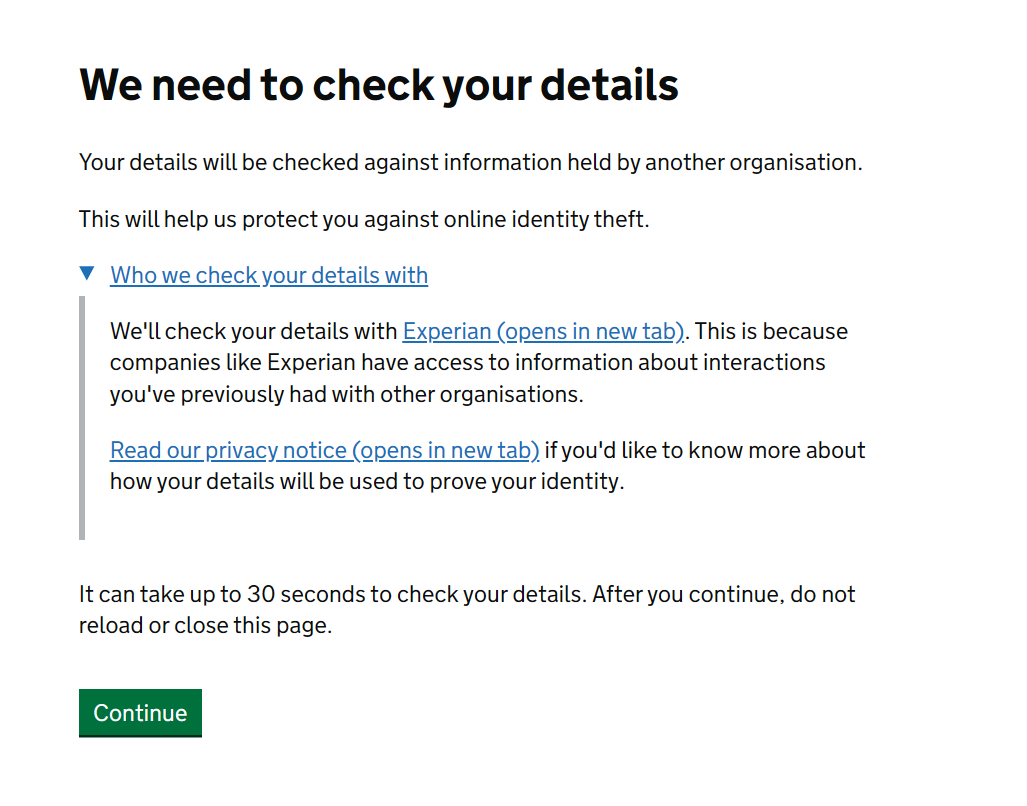 We need to check your details
Your details will be checked against information held by another organisation.
This will help us protect you against online identity theft.
Who we check your details with
We'll check your details with Experian (opens in new tab). This is because
companies like Experian have access to information about interactions
you've previously had with other organisations.
Read our privacy notice (opens in new tab) if you'd like to know more about
how your details will be used to prove your identity.
It can take up to 30 seconds to check your details. After you continue, do not
reload or close this page.
Continue